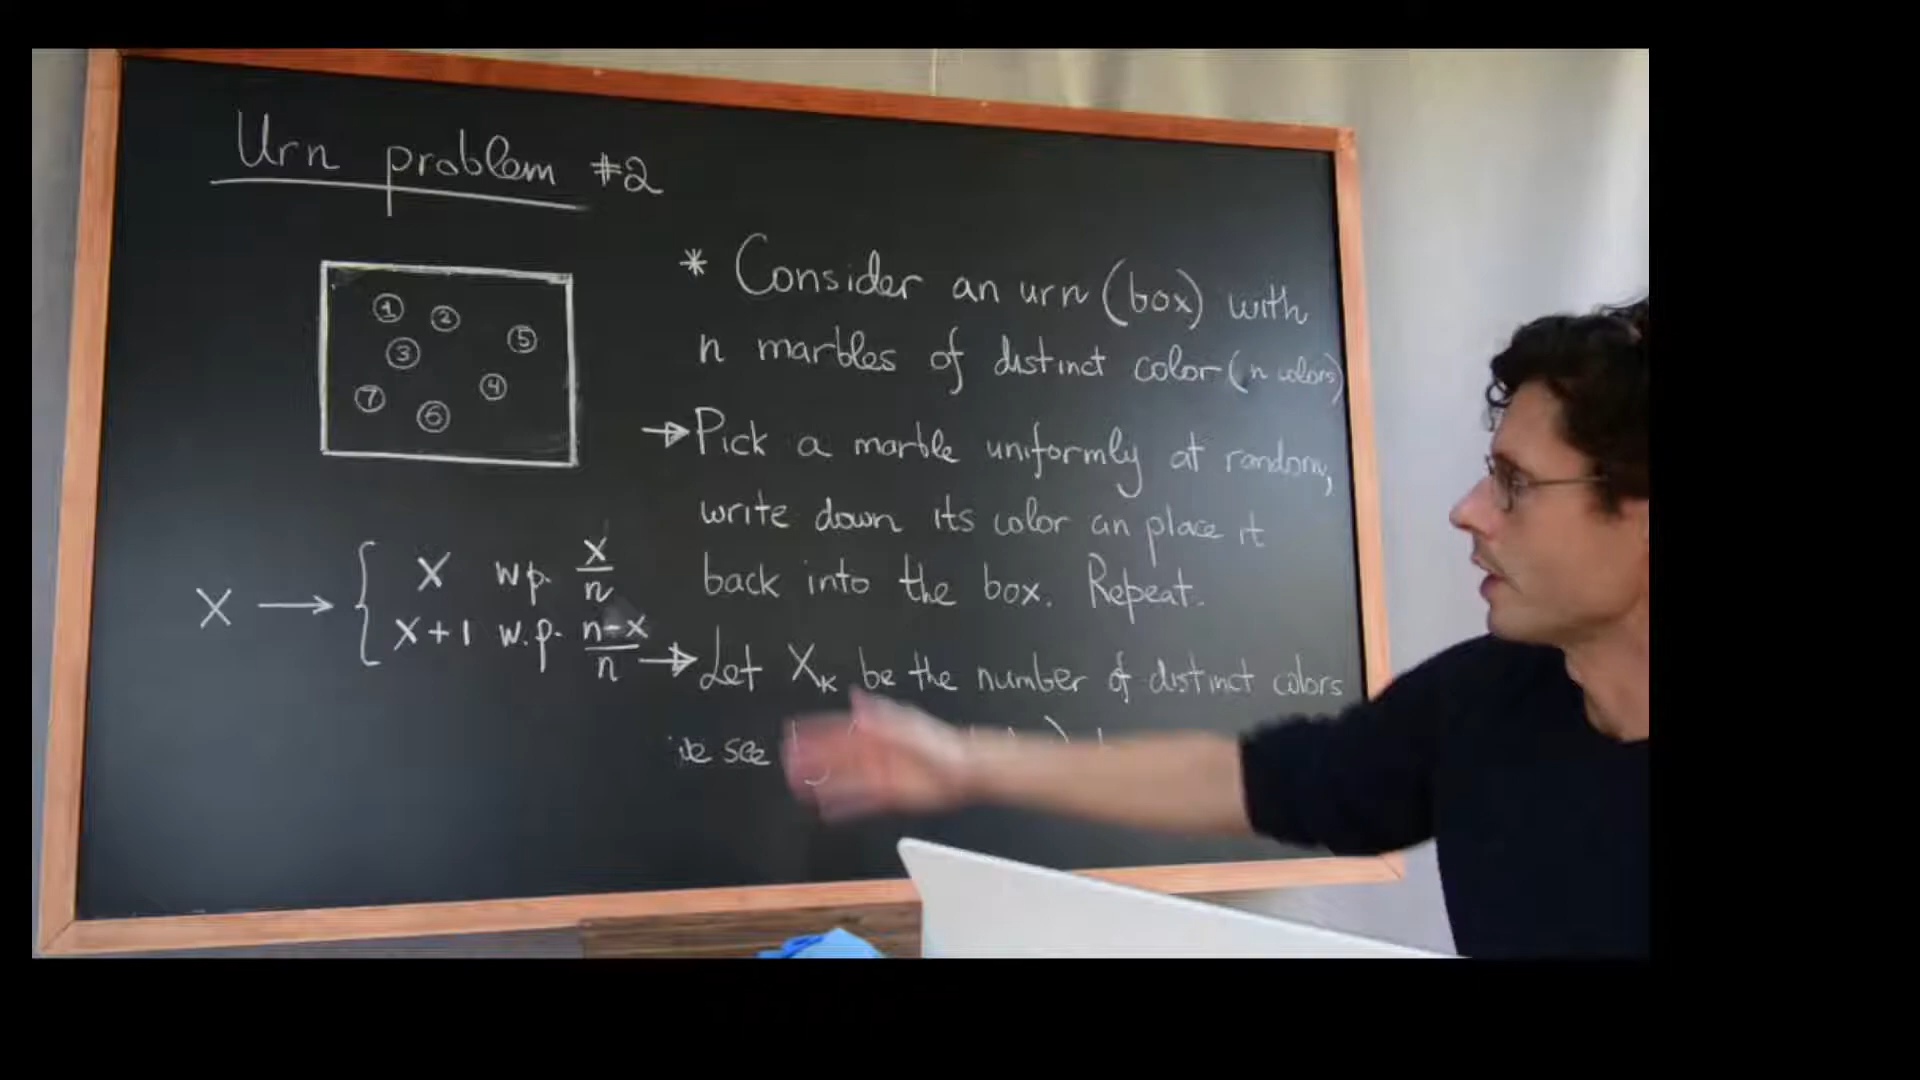 Urn problem #2
1 2 5
3 4
7 6
X → { X w.p. x/n
X+1 w.p. n-x/n
* Consider an urn (box) with
n marbles of distinct color (n colors)
→ Pick a marble uniformly at random,
write down its color an place it
back into the box. Repeat.
→ Let Xk be the number of distinct colors
we see